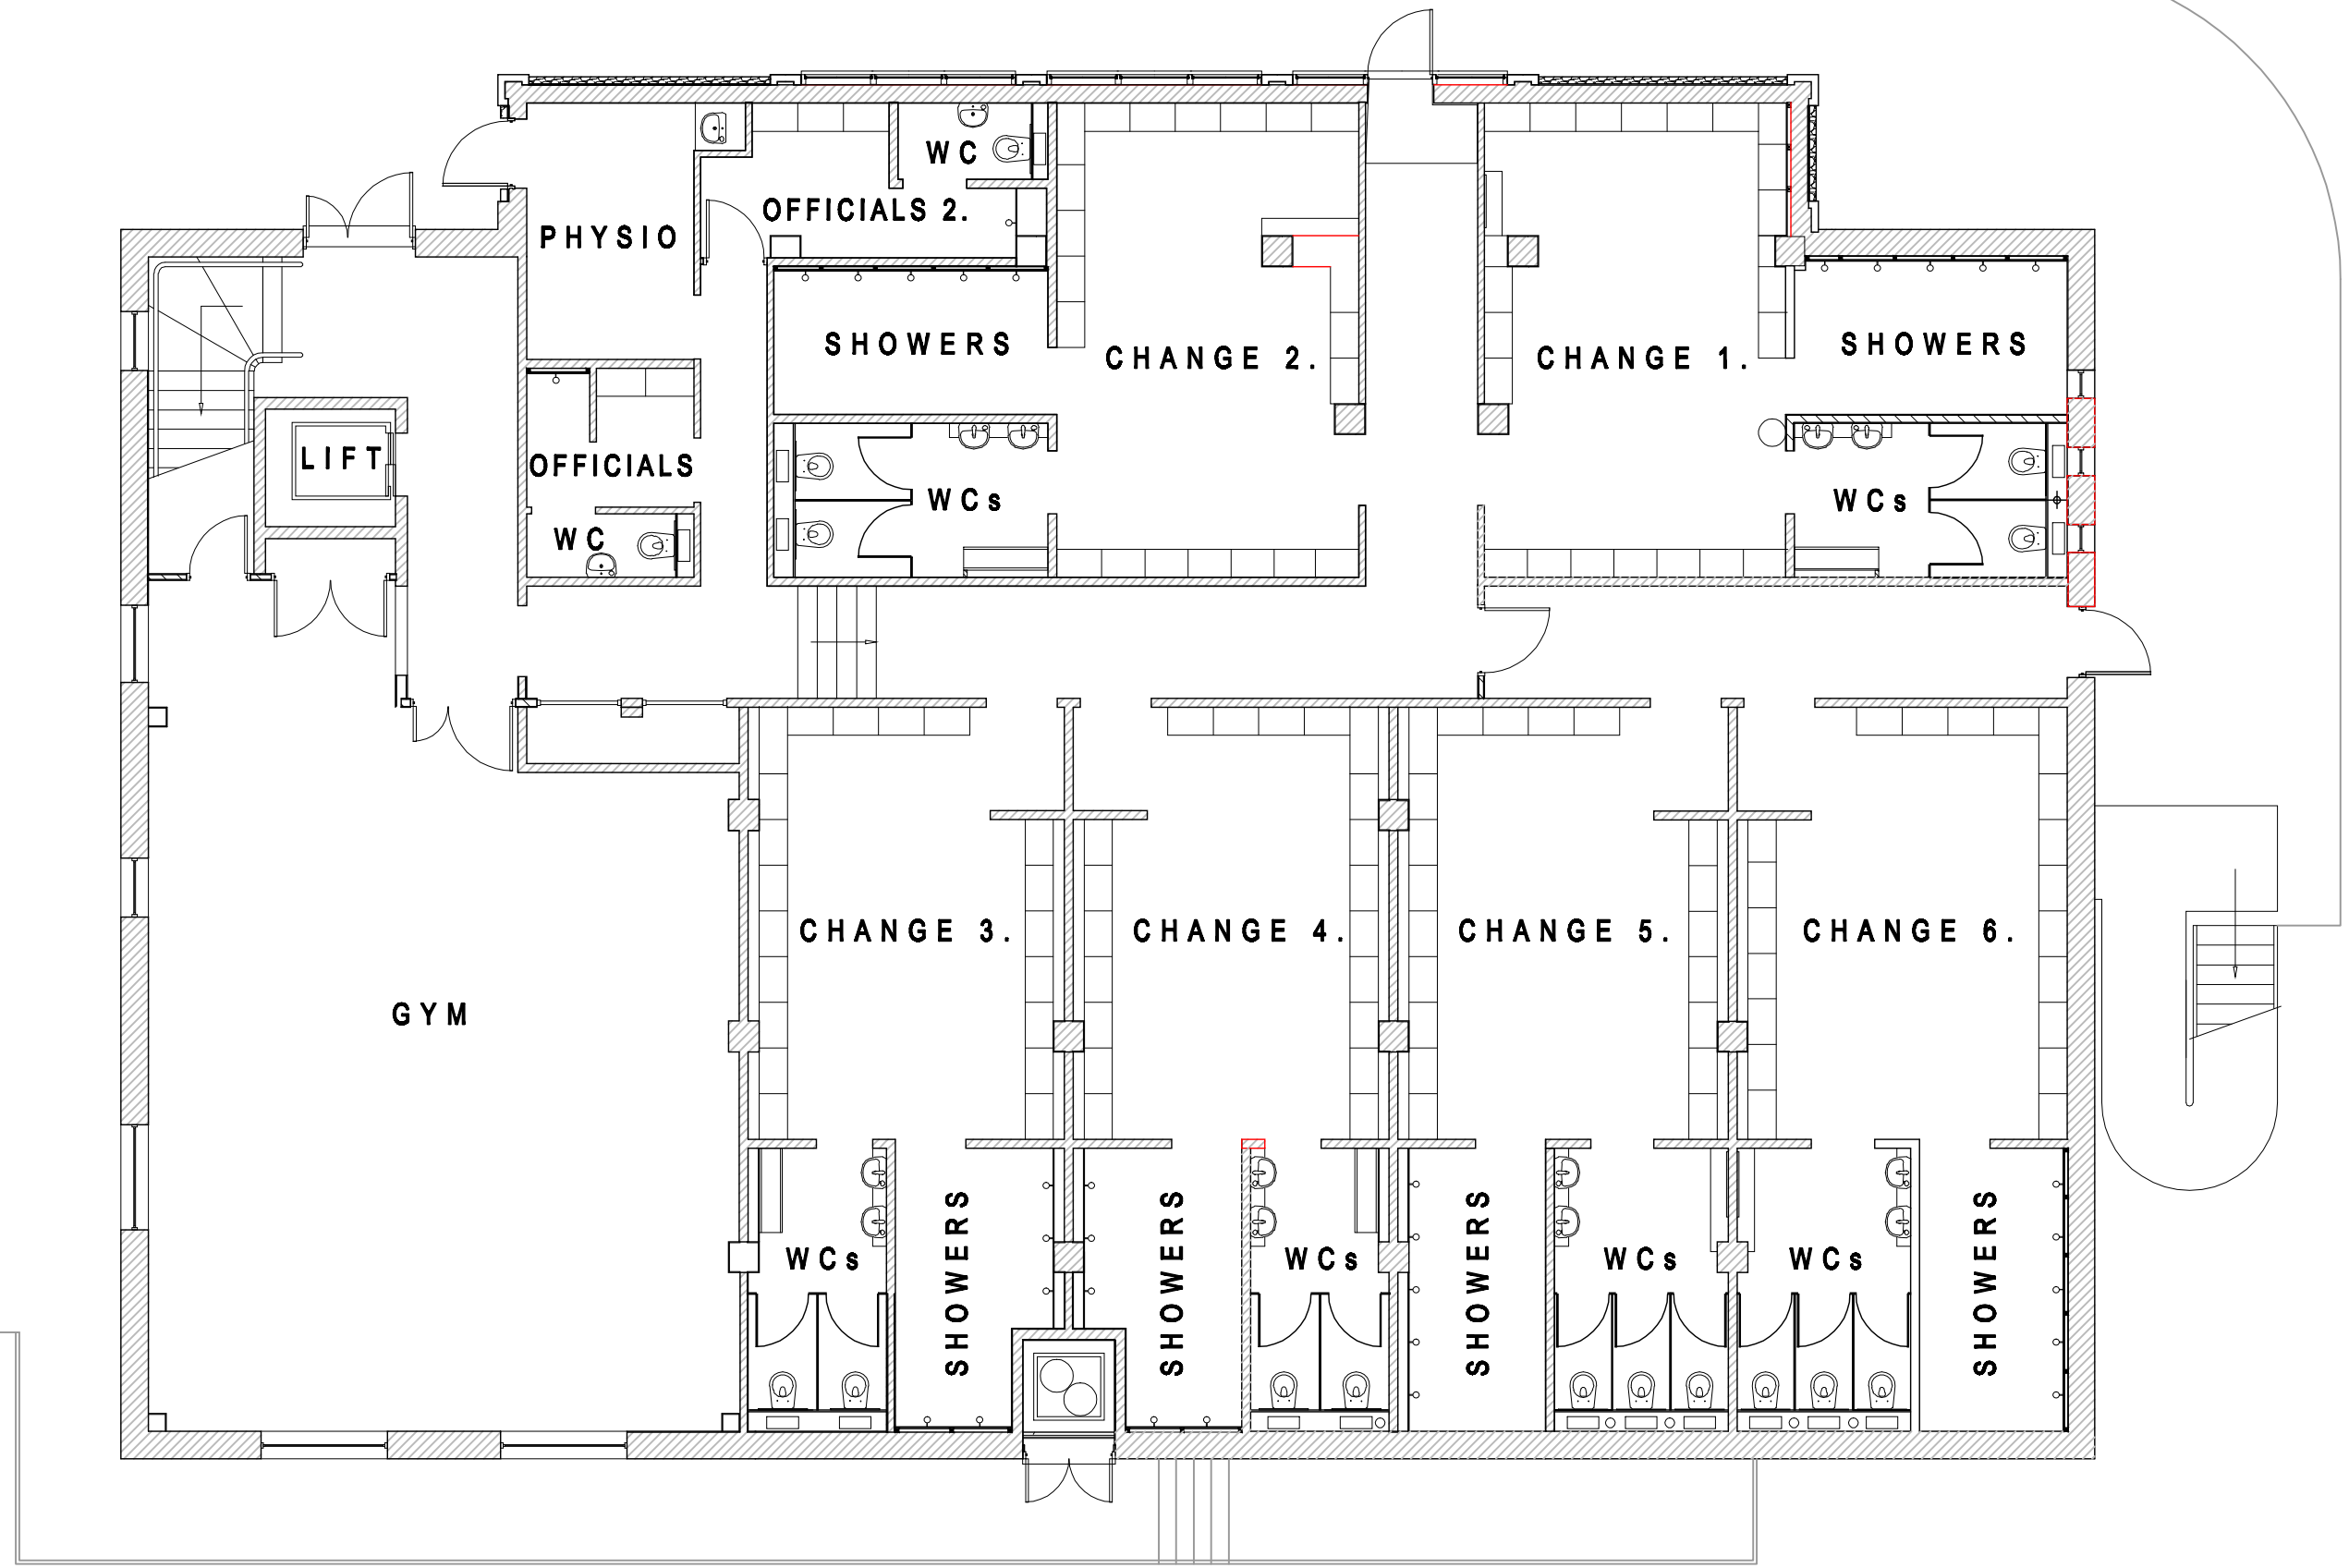 WC
OFFICIALS 2.
PHYSIO
SHOWERS
CHANGE 2.
CHANGE 1.
SHOWERS
LIFT
OFFICIALS
WCs
WCs
WC
CHANGE 3.
CHANGE 4.
CHANGE 5.
CHANGE 6.
GYM
WCs
SHOWERS
SHOWERS
WCs
SHOWERS
WCs
WCs
SHOWERS